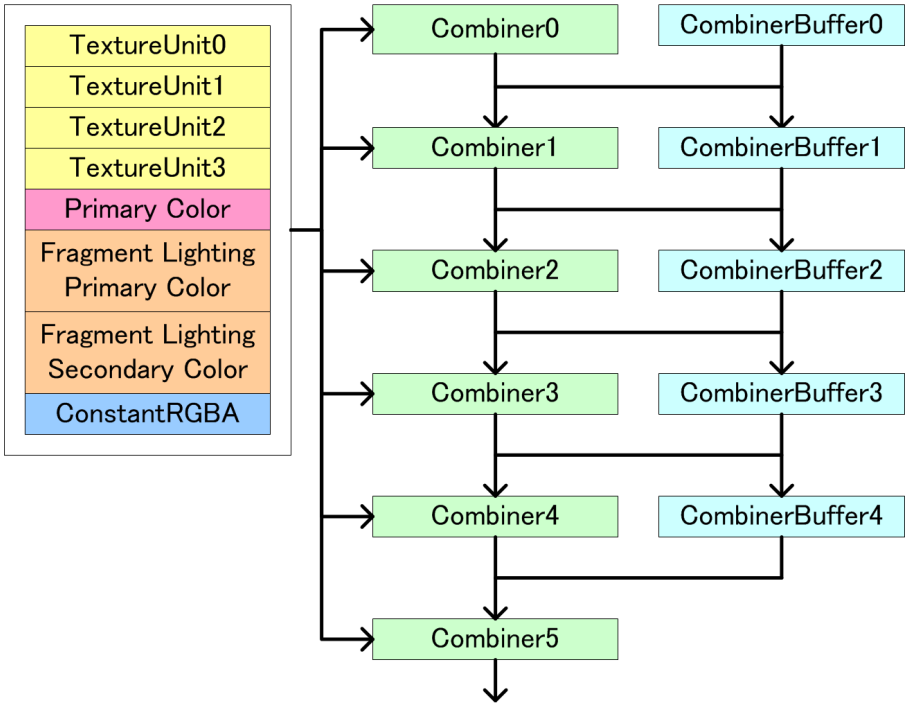 TextureUnit0
TextureUnit1
TextureUnit2
TextureUnit3
Primary Color
Fragment Lighting
Primary Color
Fragment Lighting
Secondary Color
ConstantRGBA
Combiner0
CombinerBuffer0
Combiner1
CombinerBuffer1
Combiner2
CombinerBuffer2
Combiner3
CombinerBuffer3
Combiner4
CombinerBuffer4
Combiner5